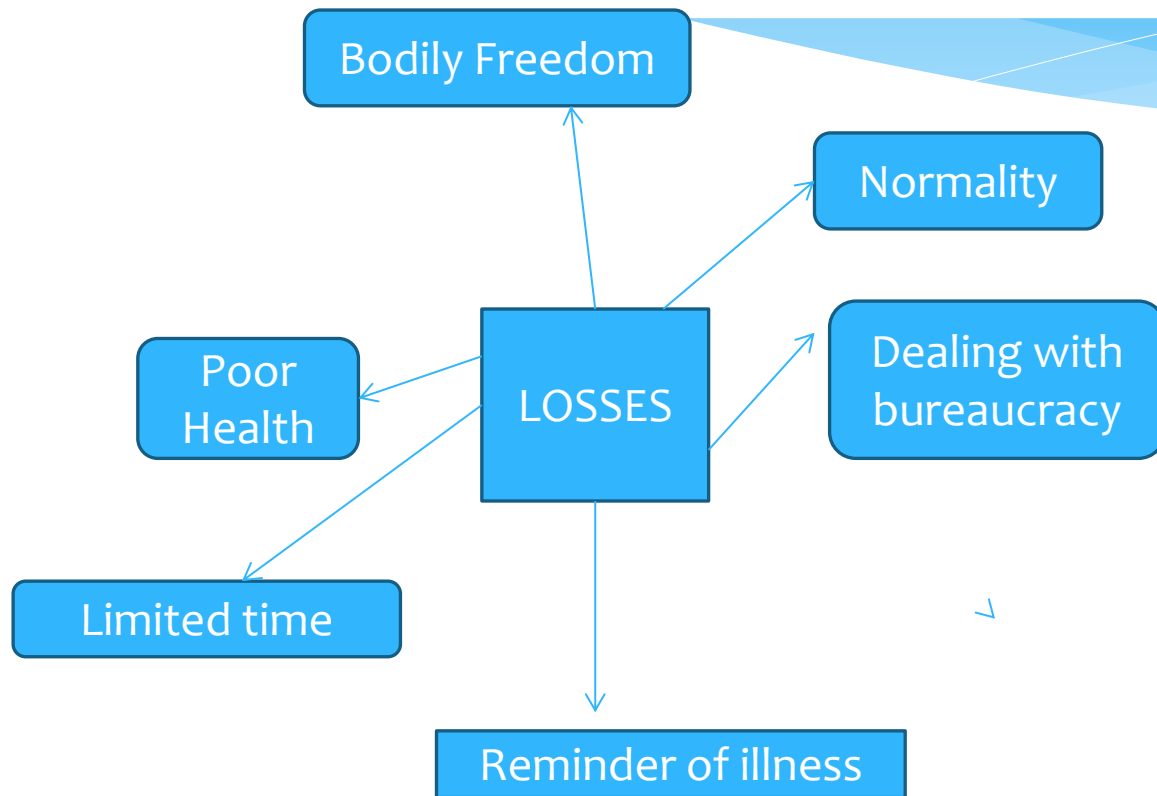 Bodily Freedom
Normality
Poor
Health
LOSSES
Dealing with
bureaucracy
Limited time
Reminder of illness